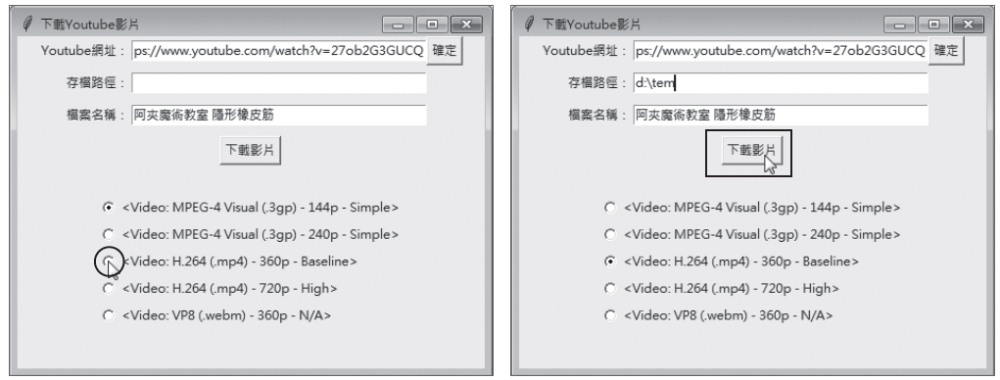 下載Youtube影片
Youtube網址： ps://www.youtube.com/watch?v=27ob2G3GUCQ 確定
存檔路徑：
檔案名稱： 阿夾魔術教室 隱形橡皮筋
下載影片
<Video: MPEG-4 Visual (.3gp) - 144p - Simple>
<Video: MPEG-4 Visual (.3gp) - 240p - Simple>
<Video: H.264 (.mp4) - 360p - Baseline>
<Video: H.264 (.mp4) - 720p - High>
<Video: VP8 (.webm) - 360p - N/A>
下載Youtube影片
Youtube網址： ps://www.youtube.com/watch?v=27ob2G3GUCQ 確定
存檔路徑： d:\tem
檔案名稱： 阿夾魔術教室 隱形橡皮筋
下載影片
<Video: MPEG-4 Visual (.3gp) - 144p - Simple>
<Video: MPEG-4 Visual (.3gp) - 240p - Simple>
<Video: H.264 (.mp4) - 360p - Baseline>
<Video: H.264 (.mp4) - 720p - High>
<Video: VP8 (.webm) - 360p - N/A>